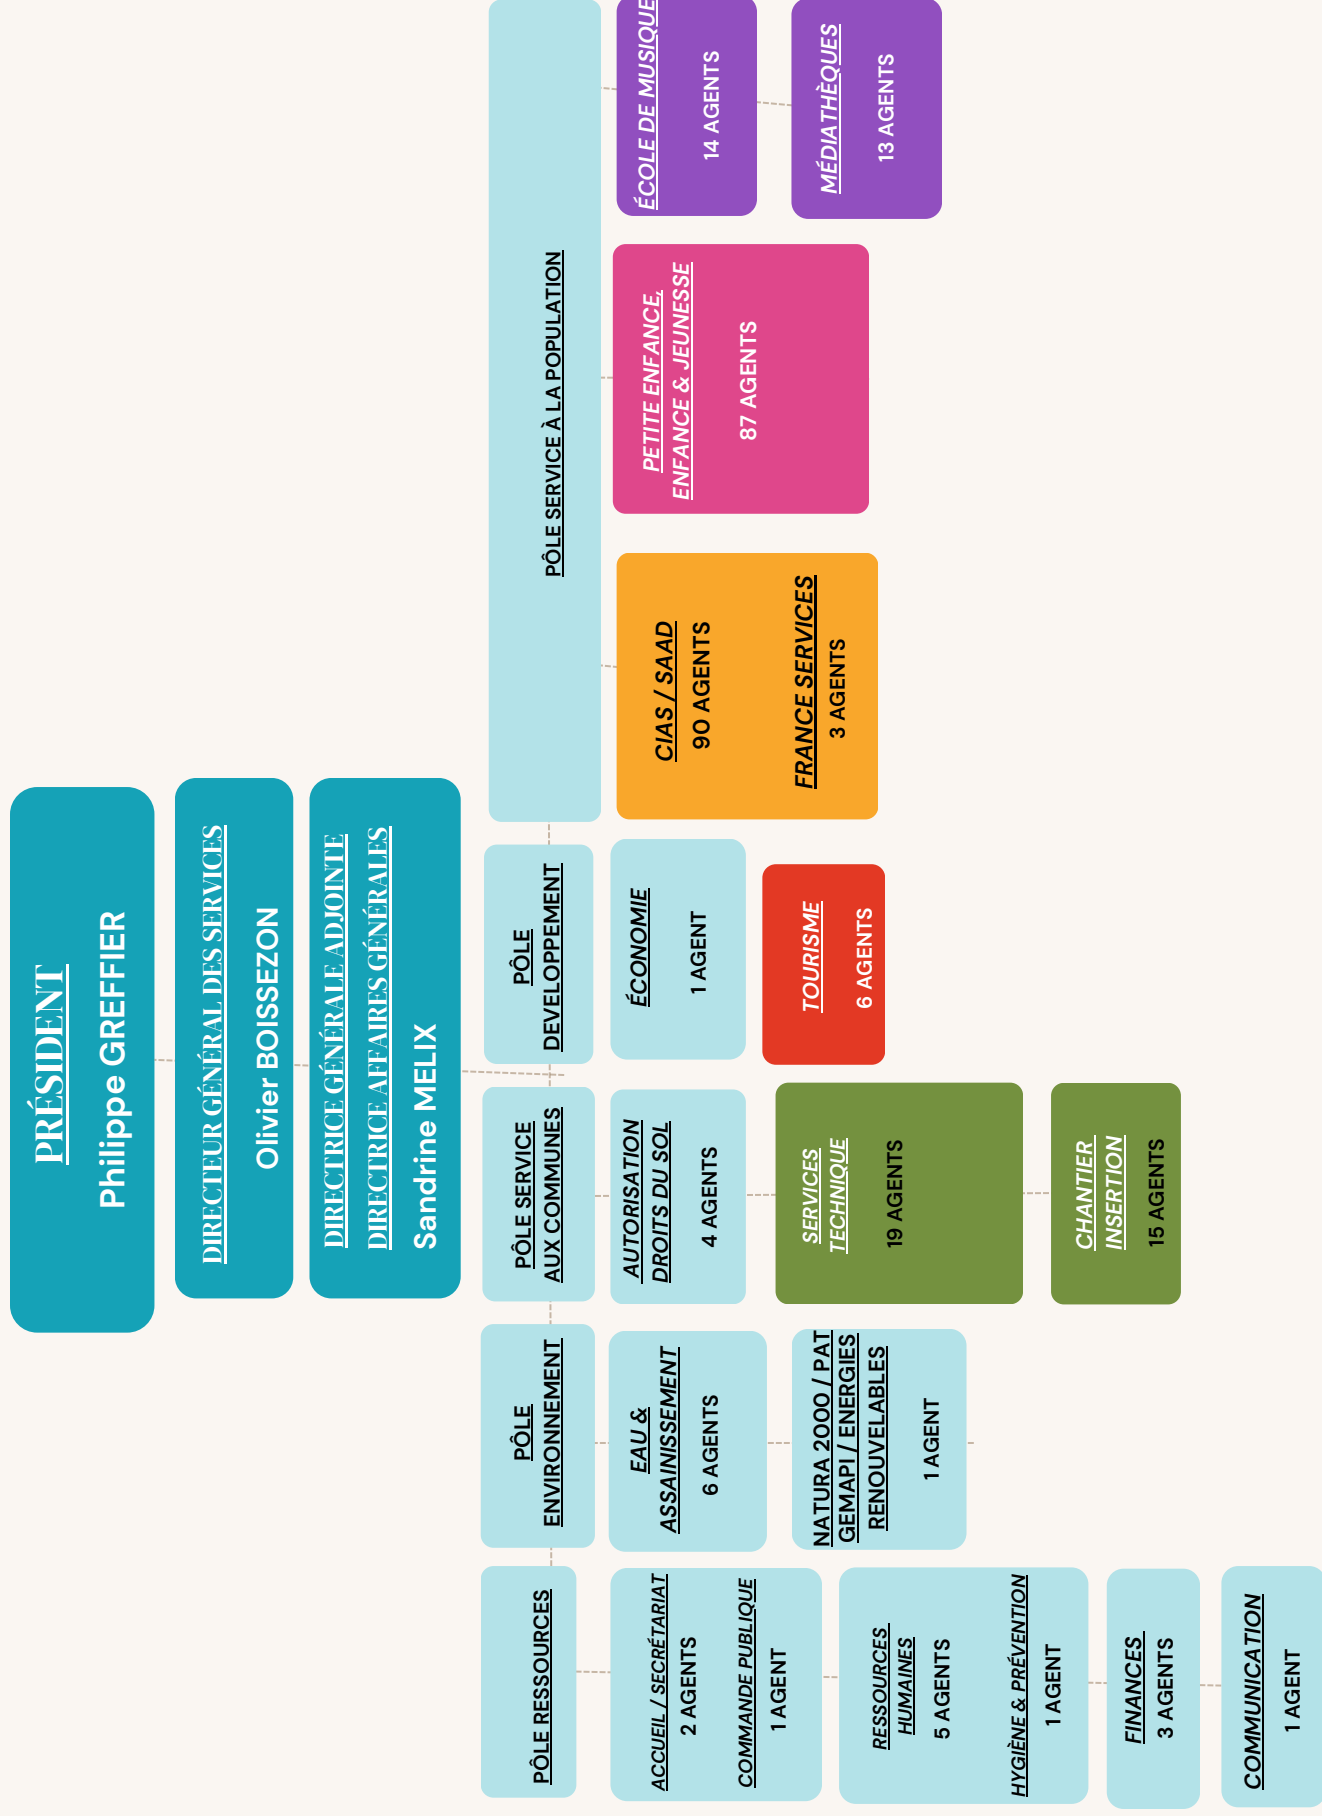 PRÉSIDENT
Philippe GREFFIER
DIRECTEUR GÉNÉRAL DES SERVICES
Olivier BOISSEZON
DIRECTRICE GÉNÉRALE ADJOINTE
DIRECTRICE AFFAIRES GÉNÉRALES
Sandrine MELIX
PÔLE RESSOURCES
ACCUEIL / SECRÉTARIAT
2 AGENTS
COMMANDE PUBLIQUE
1 AGENT
RESSOURCES
HUMAINES
5 AGENTS
HYGIÈNE & PRÉVENTION
1 AGENT
FINANCES
3 AGENTS
COMMUNICATION
1 AGENT
PÔLE
ENVIRONNEMENT
EAU &
ASSAINISSEMENT
6 AGENTS
NATURA 2000 / PAT
GEMAPI / ENERGIES
RENOUVELABLES
1 AGENT
PÔLE SERVICE
AUX COMMUNES
AUTORISATION
DROITS DU SOL
4 AGENTS
SERVICES
TECHNIQUE
19 AGENTS
CHANTIER
INSERTION
15 AGENTS
PÔLE
DEVELOPPEMENT
ÉCONOMIE
1 AGENT
TOURISME
6 AGENTS
PÔLE SERVICE À LA POPULATION
CIAS / SAAD
90 AGENTS
FRANCE SERVICES
3 AGENTS
PETITE ENFANCE,
ENFANCE & JEUNESSE
87 AGENTS
ÉCOLE DE MUSIQUE
14 AGENTS
MÉDIATHÈQUES
13 AGENTS